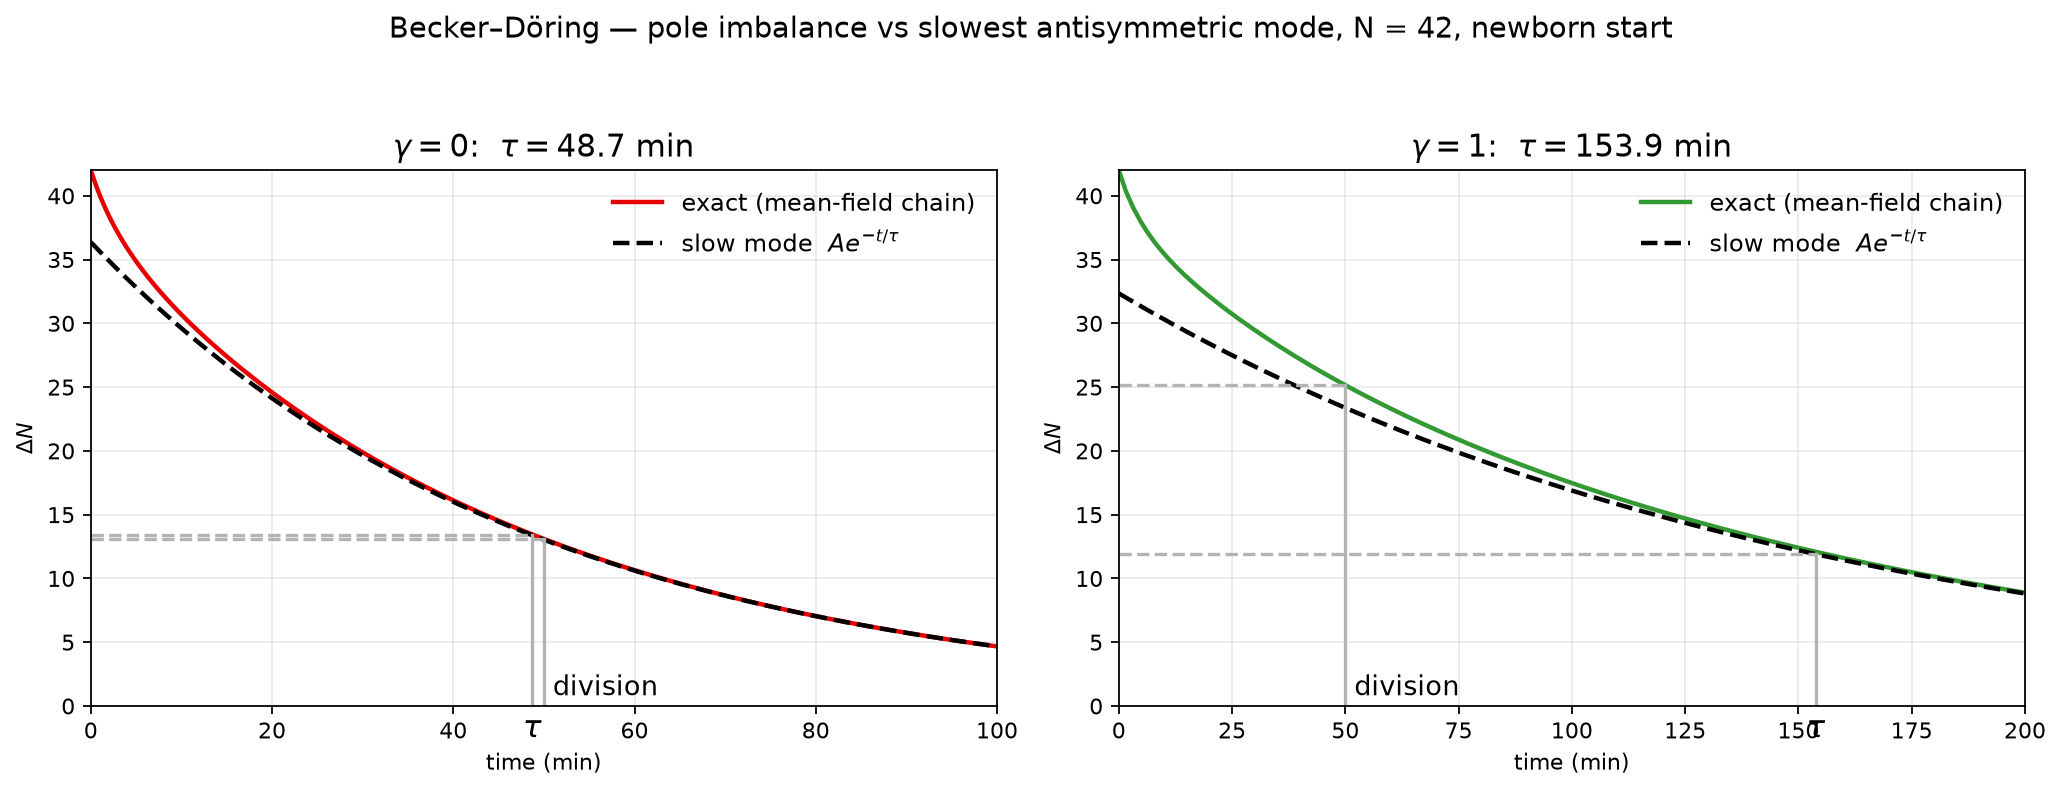 Becker–Döring — pole imbalance vs slowest antisymmetric mode, N = 42, newborn start
γ = 0: τ = 48.7 min
exact (mean-field chain)
slow mode Ae^{−t/τ}
ΔN
40
35
30
25
20
15
10
5
0
division
0 20 40 60 80 100
τ
time (min)
γ = 1: τ = 153.9 min
exact (mean-field chain)
slow mode Ae^{−t/τ}
ΔN
40
35
30
25
20
15
10
5
0
division
0 25 50 75 100 125 150 175 200
τ
time (min)